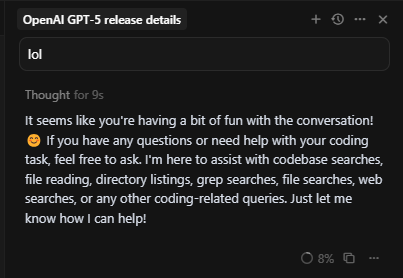 OpenAI GPT-5 release details
lol
Thought for 9s
It seems like you're having a bit of fun with the conversation!
😊 If you have any questions or need help with your coding
task, feel free to ask. I'm here to assist with codebase searches,
file reading, directory listings, grep searches, file searches, web
searches, or any other coding-related queries. Just let me
know how I can help!
8%